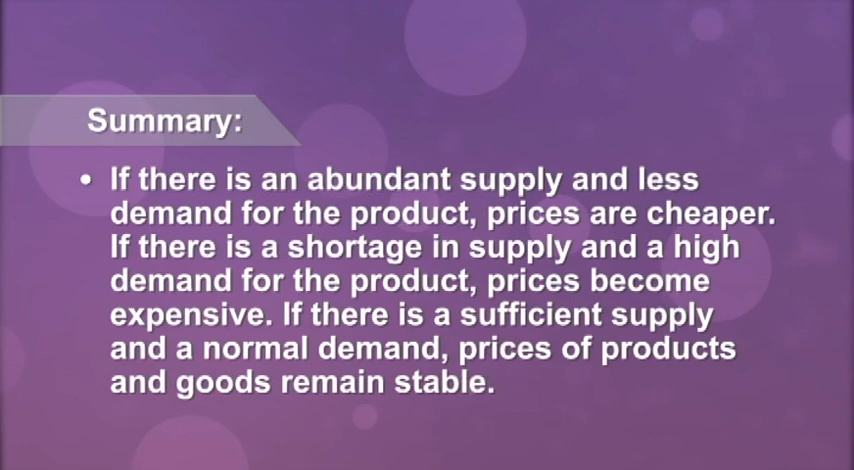 Summary:
• If there is an abundant supply and less
demand for the product, prices are cheaper.
If there is a shortage in supply and a high
demand for the product, prices become
expensive. If there is a sufficient supply
and a normal demand, prices of products
and goods remain stable.